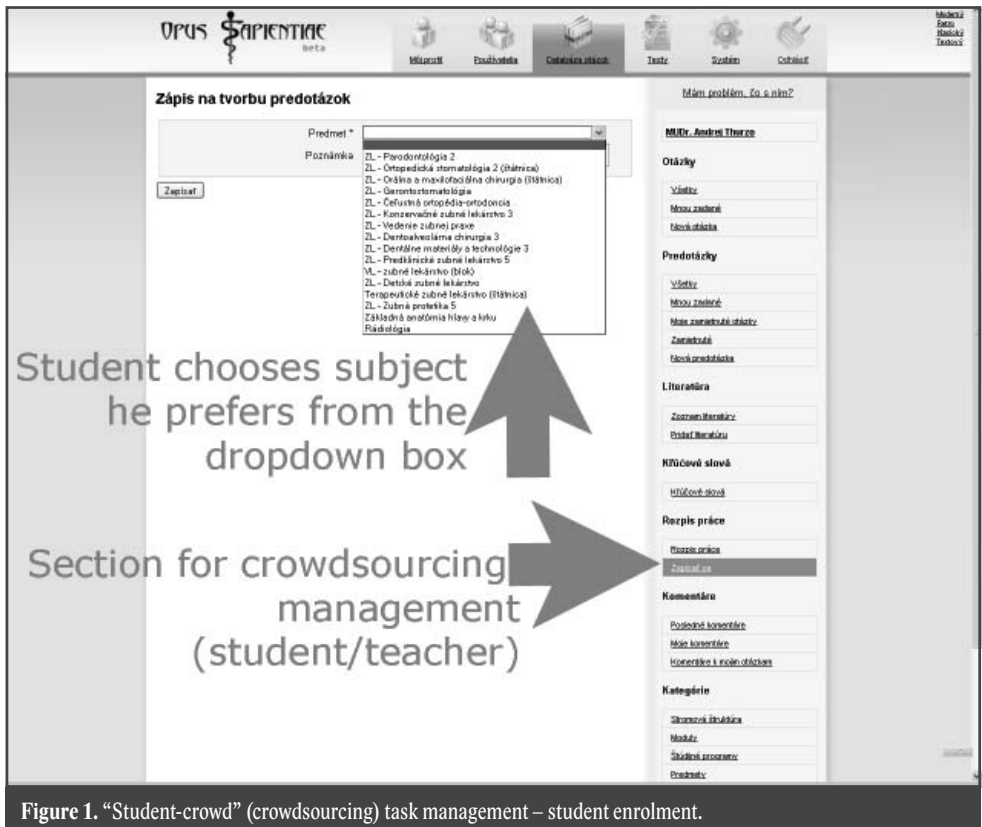 OPUS SAPIENTIAE
beta
Môj profil Používatelia Databáza otázok Texty Systém Odhlásiť
Moderný
Retro
Klasický
Textový
Zápis na tvorbu predotázok
Predmet *
Poznámka
ZL - Parodontológia 2
ZL - Ortopedická stomatológia 2 (štátnica)
ZL - Orálna a maxilofaciálna chirurgia (štátnica)
ZL - Gerontostomatológia
ZL - Čeľustná ortopédia-ortodoncia
ZL - Konzervačné zubné lekárstvo 3
ZL - Vedenie zubnej praxe
ZL - Dentoalveolárna chirurgia 3
ZL - Dentálne materiály a technológie 3
ZL - Predklinické zubné lekárstvo 5
VL - zubné lekárstvo (blok)
ZL - Detské zubné lekárstvo
Terapeutické zubné lekárstvo (štátnica)
ZL - Zubná protetika 5
Základná anatómia hlavy a krku
Rádiológia
Zapísať
Student chooses subject
he prefers from the
dropdown box
Section for crowdsourcing
management
(student/teacher)
Mám problém, čo s ním?
MUDr. Andrej Thurzo
Otázky
Všetky
Mnou zadané
Nová otázka
Predotázky
Všetky
Mnou zadané
Moje zamietnuté otázky
Zamietnuté
Nová predotázka
Literatúra
Zoznam literatúry
Pridať literatúru
Kľúčové slová
Kľúčové slová
Rozpis práce
Rozpis práce
Zapísať sa
Komentáre
Posledné komentáre
Moje komentáre
Komentáre k mojim otázkam
Kategórie
Stromová štruktúra
Moduly
Študijné programy
Predmety
Figure 1. “Student-crowd” (crowdsourcing) task management – student enrolment.